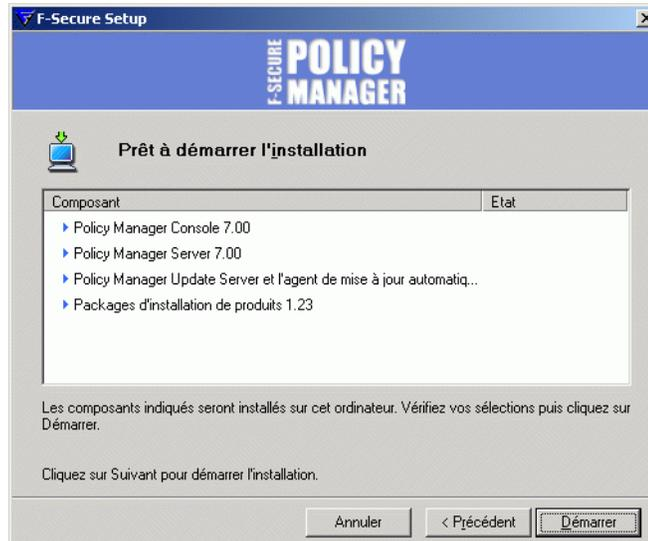 F-Secure Setup
F-SECURE
POLICY
MANAGER
Prêt à démarrer l'installation
Composant
Etat
Policy Manager Console 7.00
Policy Manager Server 7.00
Policy Manager Update Server et l'agent de mise à jour automatiq...
Packages d'installation de produits 1.23
Les composants indiqués seront installés sur cet ordinateur. Vérifiez vos sélections puis cliquez sur
Démarrer.
Cliquez sur Suivant pour démarrer l'installation.
Annuler
< Précédent
Démarrer